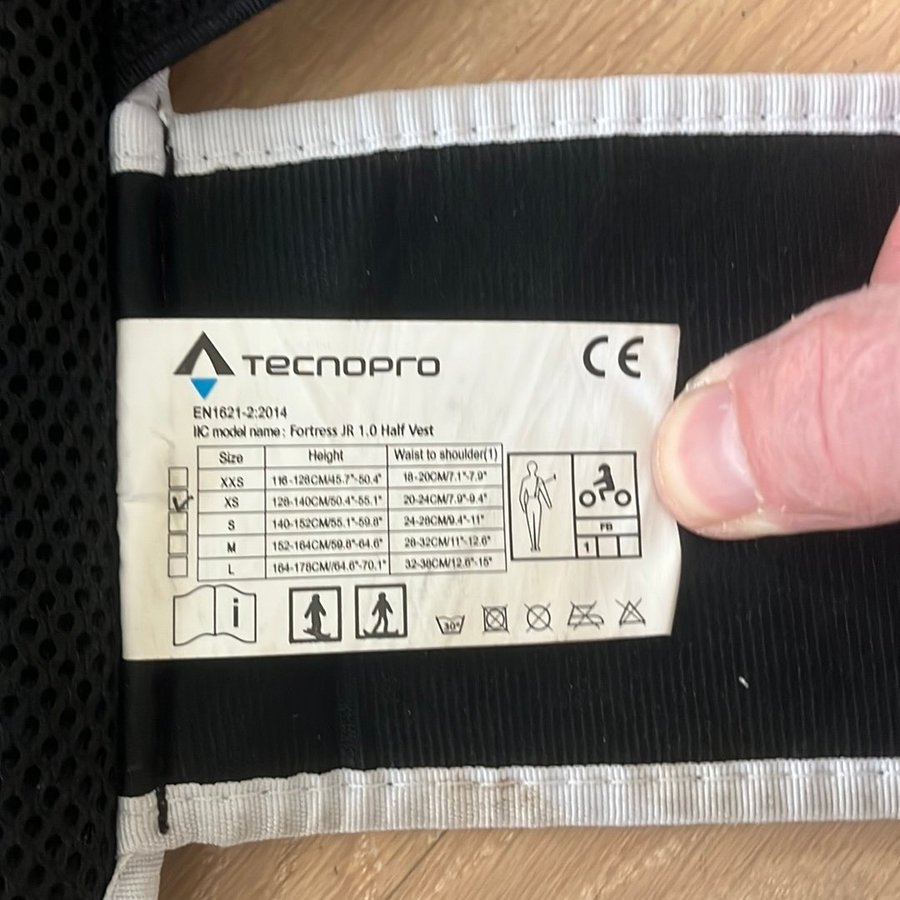 TECNOPRO CE
EN1621-2:2014
IIC model name: Fortress JR 1.0 Half Vest
Size Height Waist to shoulder(1)
XXS 116-128CM/45.7"-50.4" 18-20CM/7.1"-7.9"
XS 128-140CM/50.4"-55.1" 20-24CM/7.9"-9.4"
S 140-152CM/55.1"-59.8" 24-28CM/9.4"-11"
M 152-164CM/59.8"-64.6" 28-32CM/11"-12.6"
L 164-178CM/64.6"-70.1" 32-38CM/12.6"-15"
FB
1
i
30°